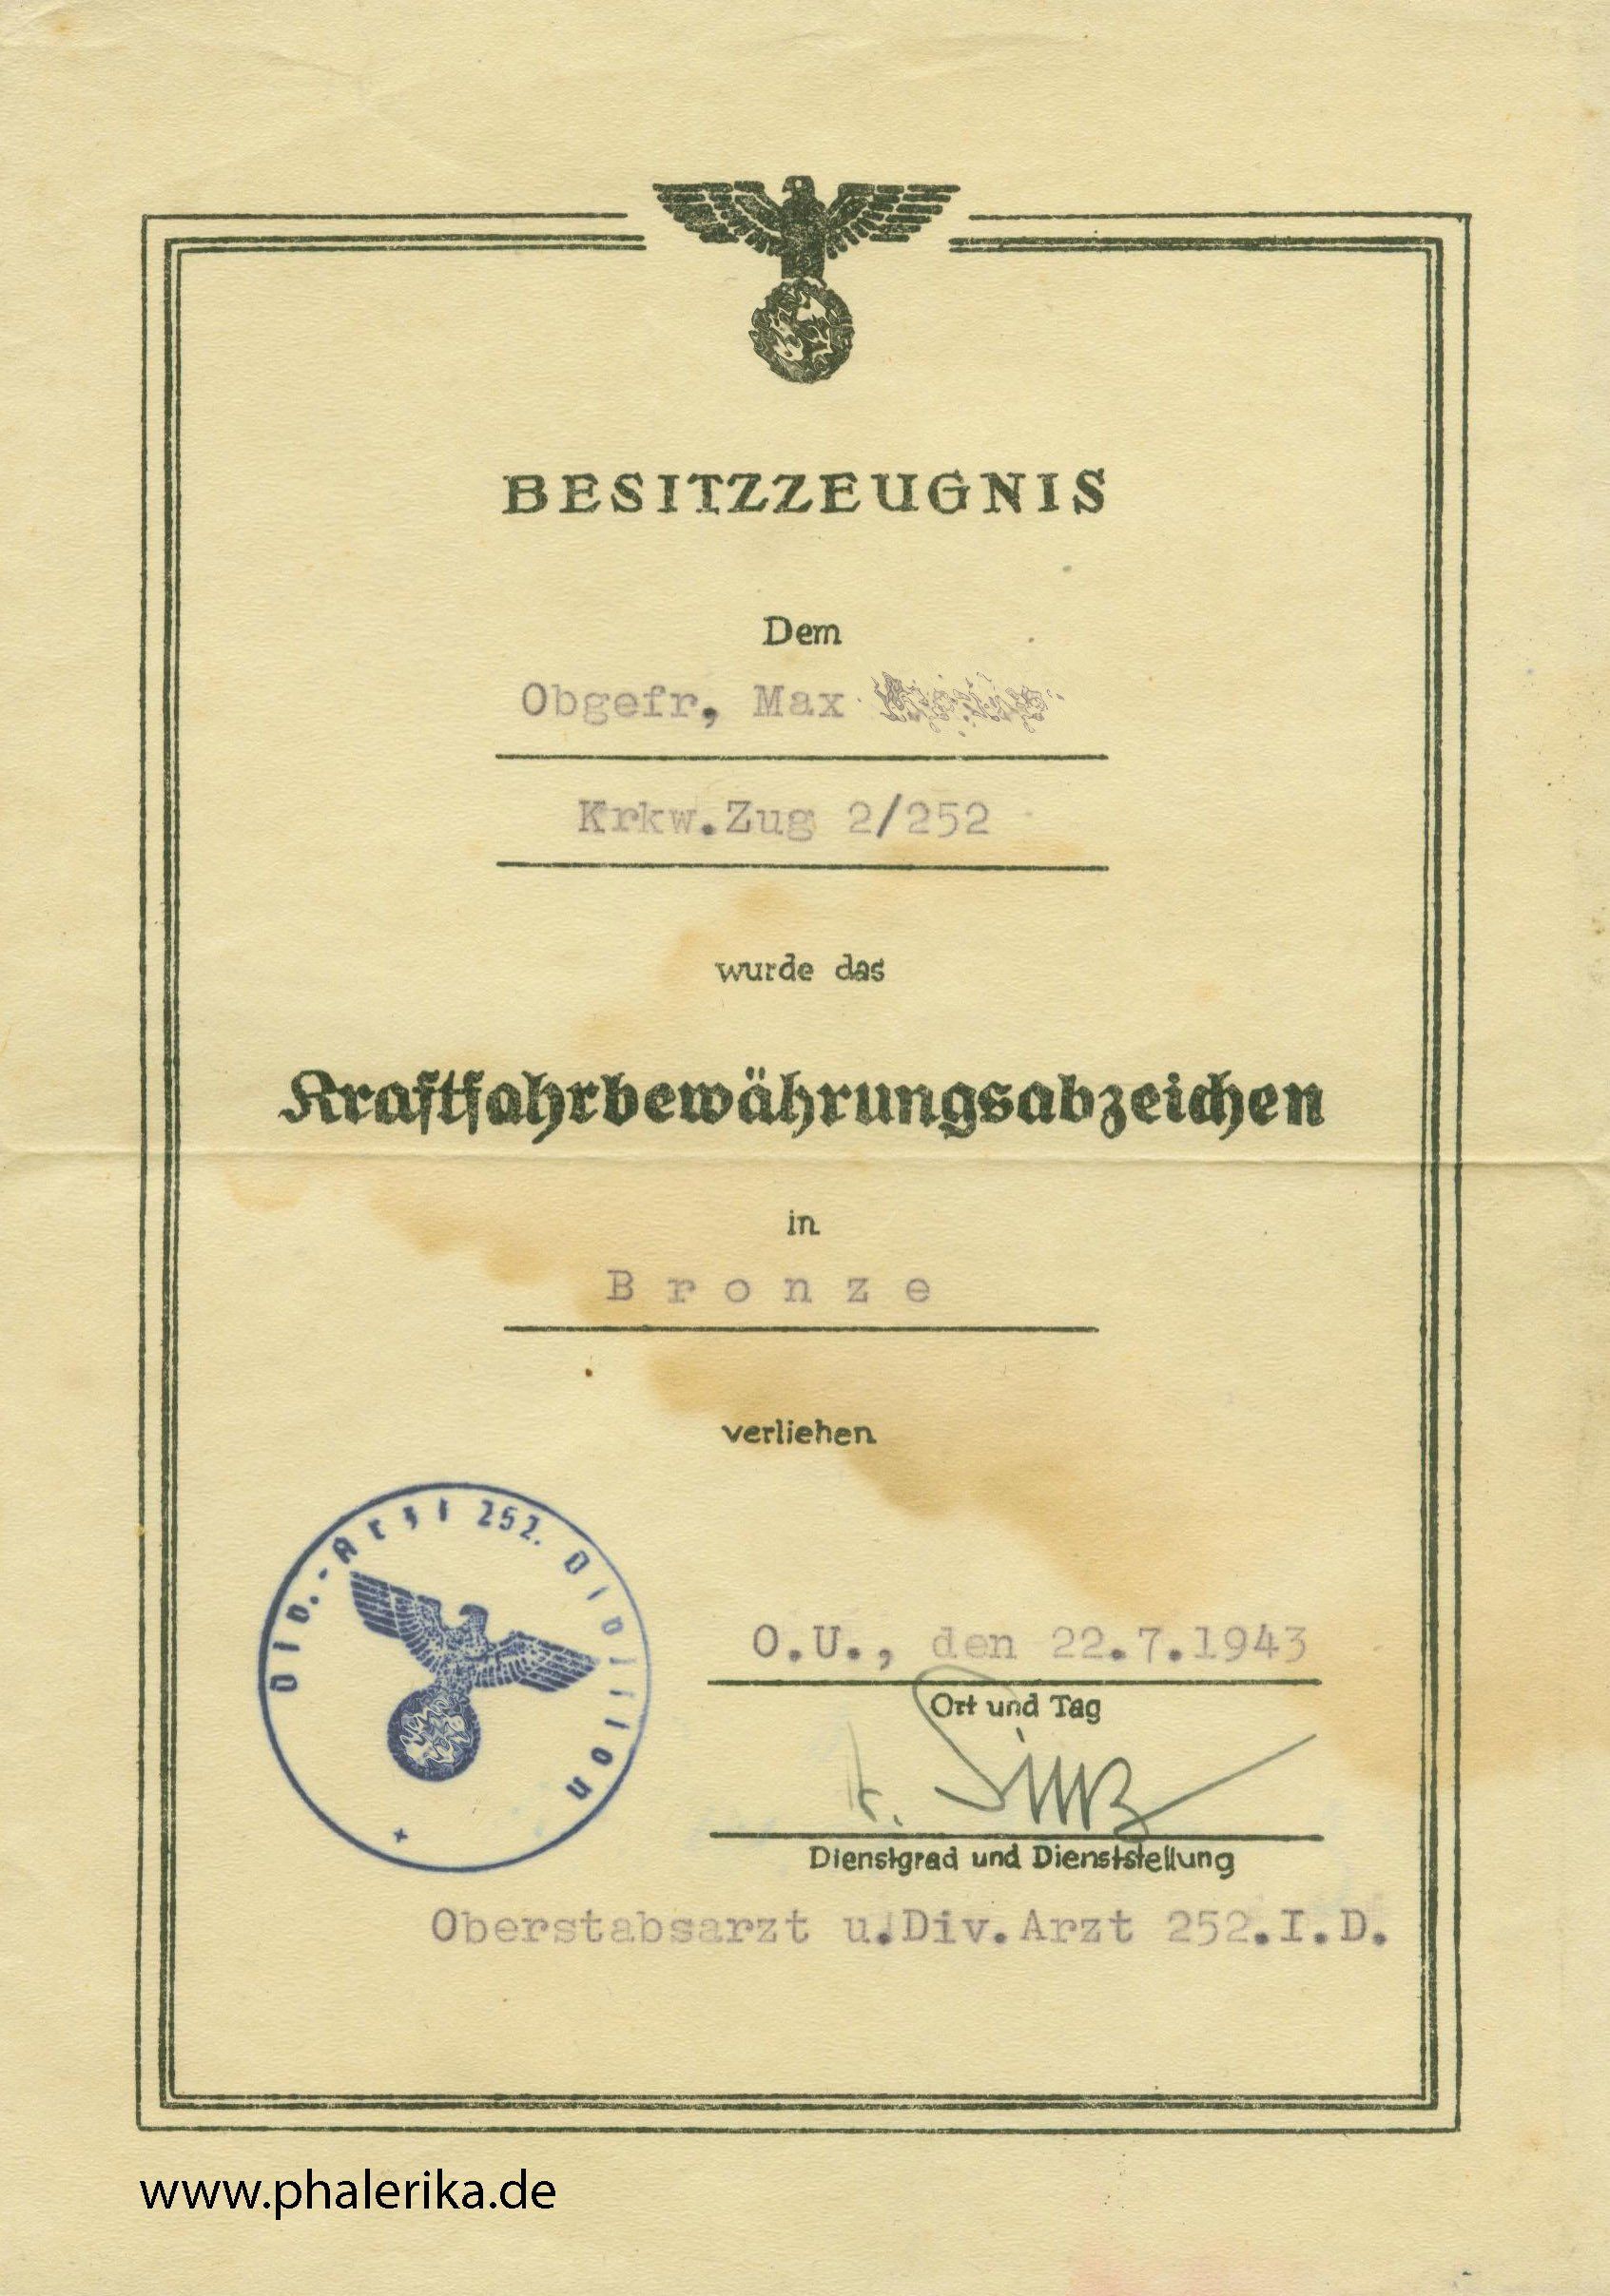 BESITZZEUGNIS
Dem
Obgefr, Max
Krkw.Zug 2/252
wurde das
Kraftfahrbewährungsabzeichen
in
Bronze
verliehen
Div.-Arzt 252. Division
O.U., den 22.7.1943
Ort und Tag
Dienstgrad und Dienststellung
Oberstabsarzt u.Div.Arzt 252.I.D.
www.phalerika.de